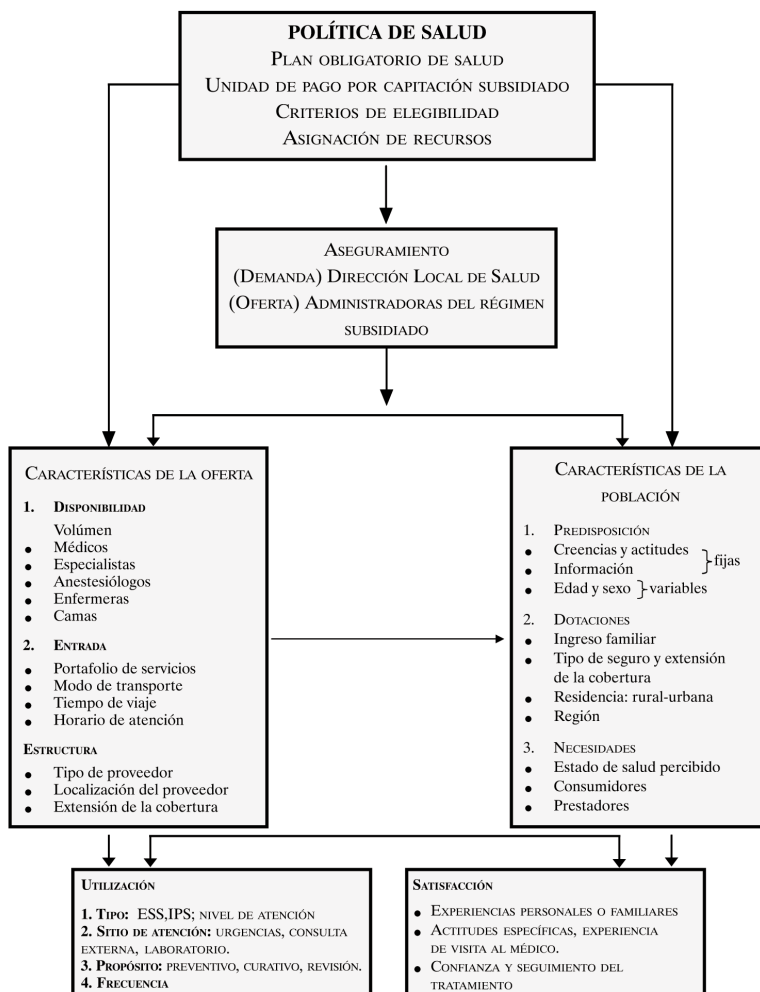 POLÍTICA DE SALUD
PLAN OBLIGATORIO DE SALUD
UNIDAD DE PAGO POR CAPITACIÓN SUBSIDIADO
CRITERIOS DE ELEGIBILIDAD
ASIGNACIÓN DE RECURSOS
ASEGURAMIENTO
(DEMANDA) DIRECCIÓN LOCAL DE SALUD
(OFERTA) ADMINISTRADORAS DEL RÉGIMEN
SUBSIDIADO
CARACTERÍSTICAS DE LA OFERTA
1. DISPONIBILIDAD
Volúmen
● Médicos
● Especialistas
● Anestesiólogos
● Enfermeras
● Camas
2. ENTRADA
● Portafolio de servicios
● Modo de transporte
● Tiempo de viaje
● Horario de atención
ESTRUCTURA
● Tipo de proveedor
● Localización del proveedor
● Extensión de la cobertura
CARACTERÍSTICAS DE LA
POBLACIÓN
1. PREDISPOSICIÓN
● Creencias y actitudes
● Información
fijas
● Edad y sexo } variables
2. DOTACIONES
● Ingreso familiar
● Tipo de seguro y extensión
de la cobertura
● Residencia: rural-urbana
● Región
3. NECESIDADES
● Estado de salud percibido
● Consumidores
● Prestadores
UTILIZACIÓN
1. TIPO: ESS,IPS; NIVEL DE ATENCIÓN
2. SITIO DE ATENCIÓN: URGENCIAS, CONSULTA
EXTERNA, LABORATORIO.
3. PROPÓSITO: PREVENTIVO, CURATIVO, REVISIÓN.
4. FRECUENCIA
SATISFACCIÓN
● EXPERIENCIAS PERSONALES O FAMILIARES
● ACTITUDES ESPECÍFICAS, EXPERIENCIA
DE VISITA AL MÉDICO.
● CONFIANZA Y SEGUIMIENTO DEL
TRATAMIENTO